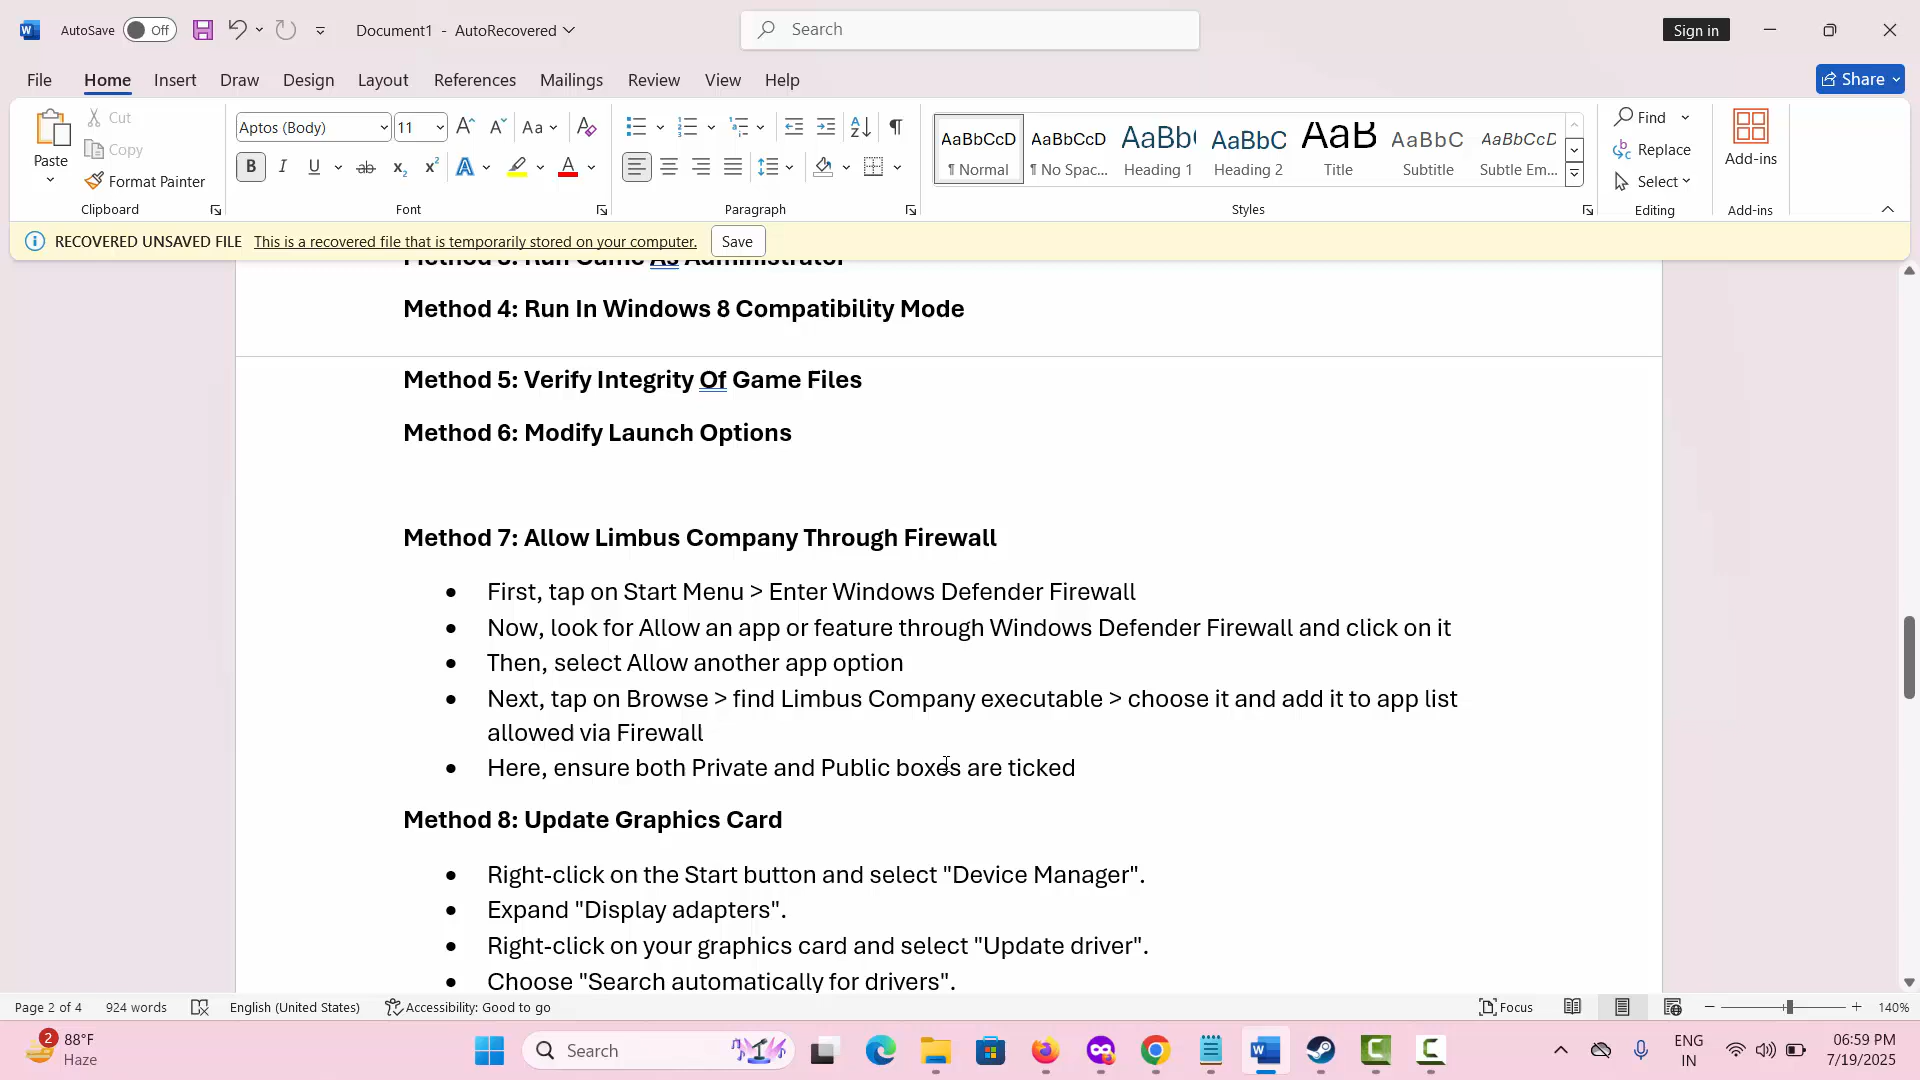 AutoSave Off Document1 - AutoRecovered Search Sign in
File Home Insert Draw Design Layout References Mailings Review View Help Share
Paste Cut Copy Format Painter
Clipboard
Aptos (Body) 11
Font
Paragraph
AaBbCcD ¶ Normal
AaBbCcD ¶ No Spac...
AaBb( Heading 1
AaBbC Heading 2
AaB Title
AaBbC Subtitle
AaBbCcD Subtle Em...
Styles
Find
Replace
Select
Editing
Add-ins
Add-ins
RECOVERED UNSAVED FILE This is a recovered file that is temporarily stored on your computer. Save
Method 3: Run Game As Administrator
Method 4: Run In Windows 8 Compatibility Mode
Method 5: Verify Integrity Of Game Files
Method 6: Modify Launch Options
Method 7: Allow Limbus Company Through Firewall
• First, tap on Start Menu > Enter Windows Defender Firewall
• Now, look for Allow an app or feature through Windows Defender Firewall and click on it
• Then, select Allow another app option
• Next, tap on Browse > find Limbus Company executable > choose it and add it to app list
allowed via Firewall
• Here, ensure both Private and Public boxes are ticked
Method 8: Update Graphics Card
• Right-click on the Start button and select "Device Manager".
• Expand "Display adapters".
• Right-click on your graphics card and select "Update driver".
• Choose "Search automatically for drivers".
Page 2 of 4 924 words English (United States) Accessibility: Good to go Focus 140%
2 88°F Haze
Search
ENG IN
06:59 PM
7/19/2025